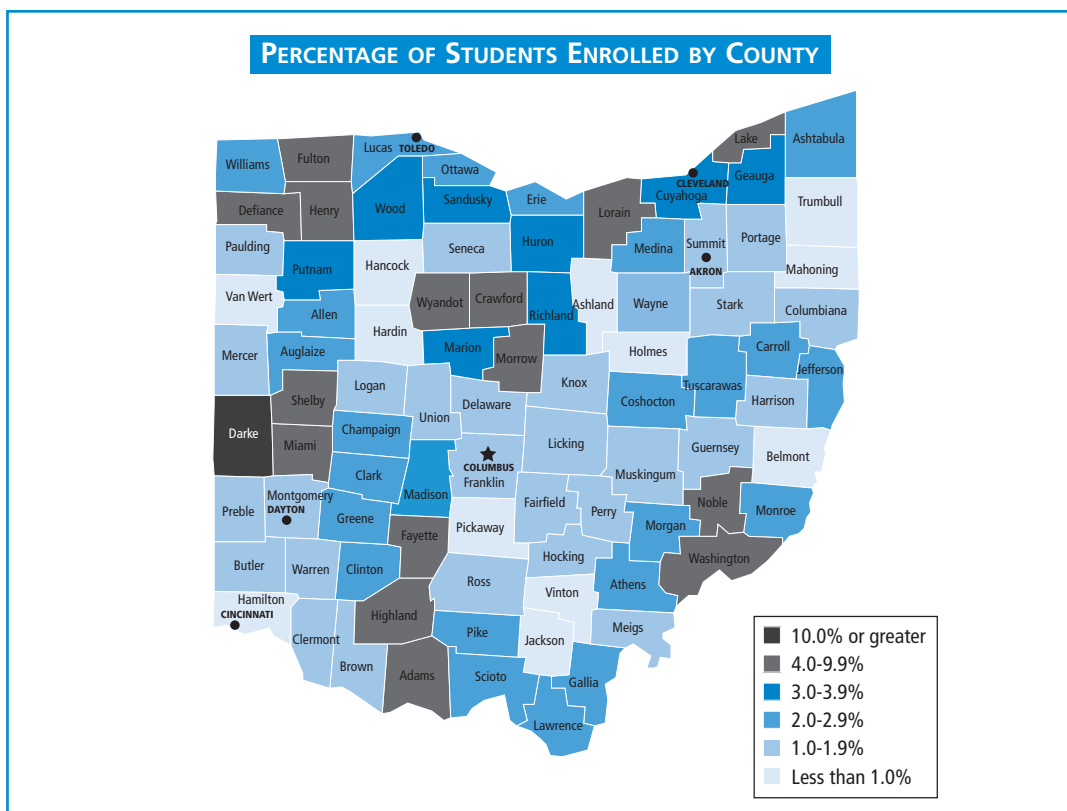 PERCENTAGE OF STUDENTS ENROLLED BY COUNTY
Lake
Ashtabula
Lucas
TOLEDO
Williams
Fulton
Ottawa
Geauga
CLEVELAND
Cuyahoga
Defiance
Henry
Wood
Sandusky
Erie
Lorain
Trumbull
Paulding
Seneca
Huron
Medina
Summit
Portage
AKRON
Putnam
Hancock
Mahoning
Van Wert
Wyandot
Crawford
Richland
Ashland
Wayne
Stark
Columbiana
Allen
Hardin
Mercer
Auglaize
Marion
Morrow
Holmes
Carroll
Jefferson
Logan
Knox
Tuscarawas
Shelby
Union
Delaware
Coshocton
Harrison
Darke
Miami
Champaign
Licking
Guernsey
Belmont
Clark
COLUMBUS
Franklin
Muskingum
Madison
Preble
Montgomery
DAYTON
Greene
Fairfield
Perry
Noble
Monroe
Pickaway
Morgan
Fayette
Butler
Warren
Clinton
Hocking
Washington
Ross
Athens
Hamilton
CINCINNATI
Vinton
Highland
Clermont
Pike
Jackson
Meigs
Brown
Adams
Scioto
Gallia
Lawrence
10.0% or greater
4.0-9.9%
3.0-3.9%
2.0-2.9%
1.0-1.9%
Less than 1.0%